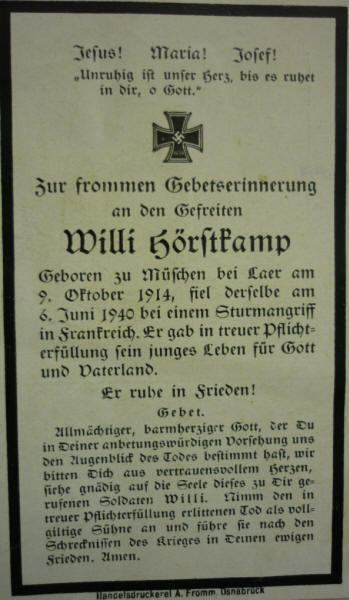 Jesus! Maria! Josef!
„Unruhig ist unser Herz, bis es ruhet
in dir, o Gott.“
Zur frommen Gebetserinnerung
an den Gefreiten
Willi Hörstkamp
Geboren zu Müschen bei Laer am
9. Oktober 1914, fiel derselbe am
6. Juni 1940 bei einem Sturmangriff
in Frankreich. Er gab in treuer Pflicht-
erfüllung sein junges Leben für Gott
und Vaterland.
Er ruhe in Frieden!
Gebet.
Allmächtiger, barmherziger Gott, der Du
in Deiner anbetungswürdigen Vorsehung uns
den Augenblick des Todes bestimmt hast, wir
bitten Dich aus vertrauensvollem Herzen,
siehe gnädig auf die Seele dieses zu Dir ge-
rufenen Soldaten Willi. Nimm den in
treuer Pflichterfüllung erlittenen Tod als voll-
giltige Sühne an und führe sie nach den
Schrecknissen des Krieges in Deinen ewigen
Frieden. Amen.
Handelsdruckerei A. Fromm, Osnabrück